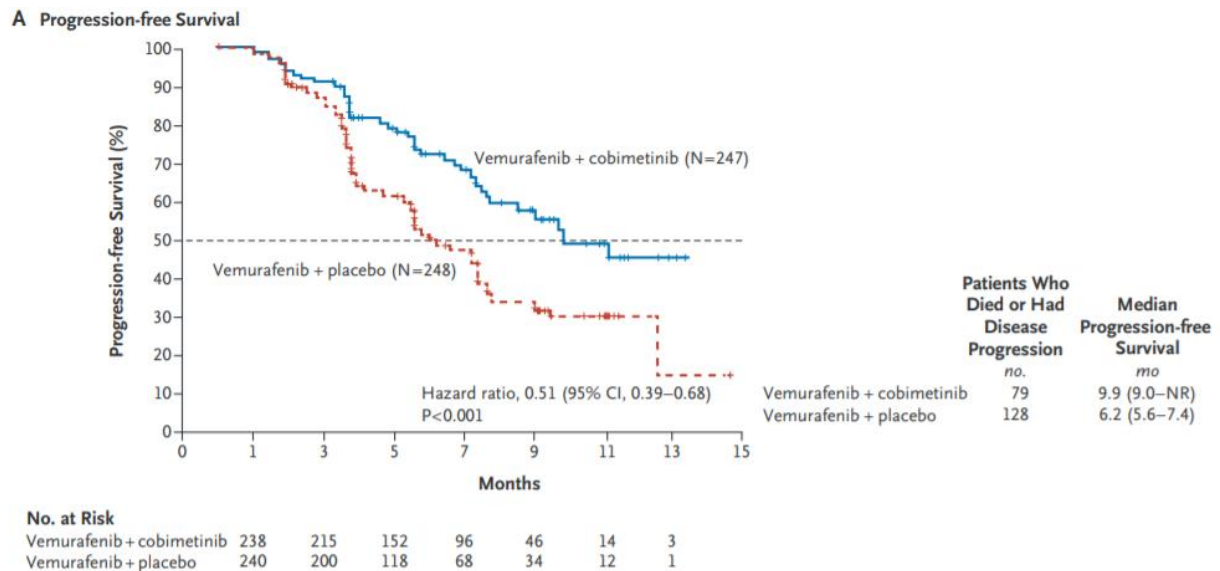 A Progression-free Survival
Progression-free Survival (%)
100
90
80
70
60
50
40
30
20
10
0
Vemurafenib + cobimetinib (N=247)
Vemurafenib + placebo (N=248)
Hazard ratio, 0.51 (95% CI, 0.39–0.68)
P<0.001
0 1 3 5 7 9 11 13 15
Months
Patients Who Died or Had Disease Progression
Median Progression-free Survival
no. mo
Vemurafenib + cobimetinib 79 9.9 (9.0–NR)
Vemurafenib + placebo 128 6.2 (5.6–7.4)
No. at Risk
Vemurafenib + cobimetinib 238 215 152 96 46 14 3
Vemurafenib + placebo 240 200 118 68 34 12 1